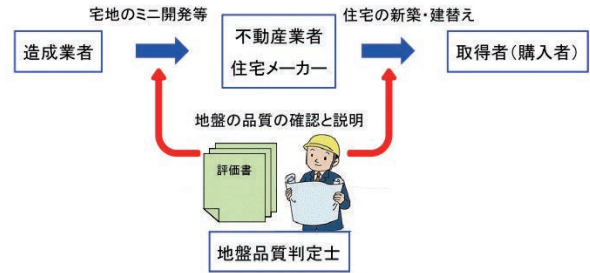 宅地のミニ開発等
住宅の新築・建替え
造成業者
不動産業者
住宅メーカー
取得者(購入者)
地盤の品質の確認と説明
評価書
地盤品質判定士